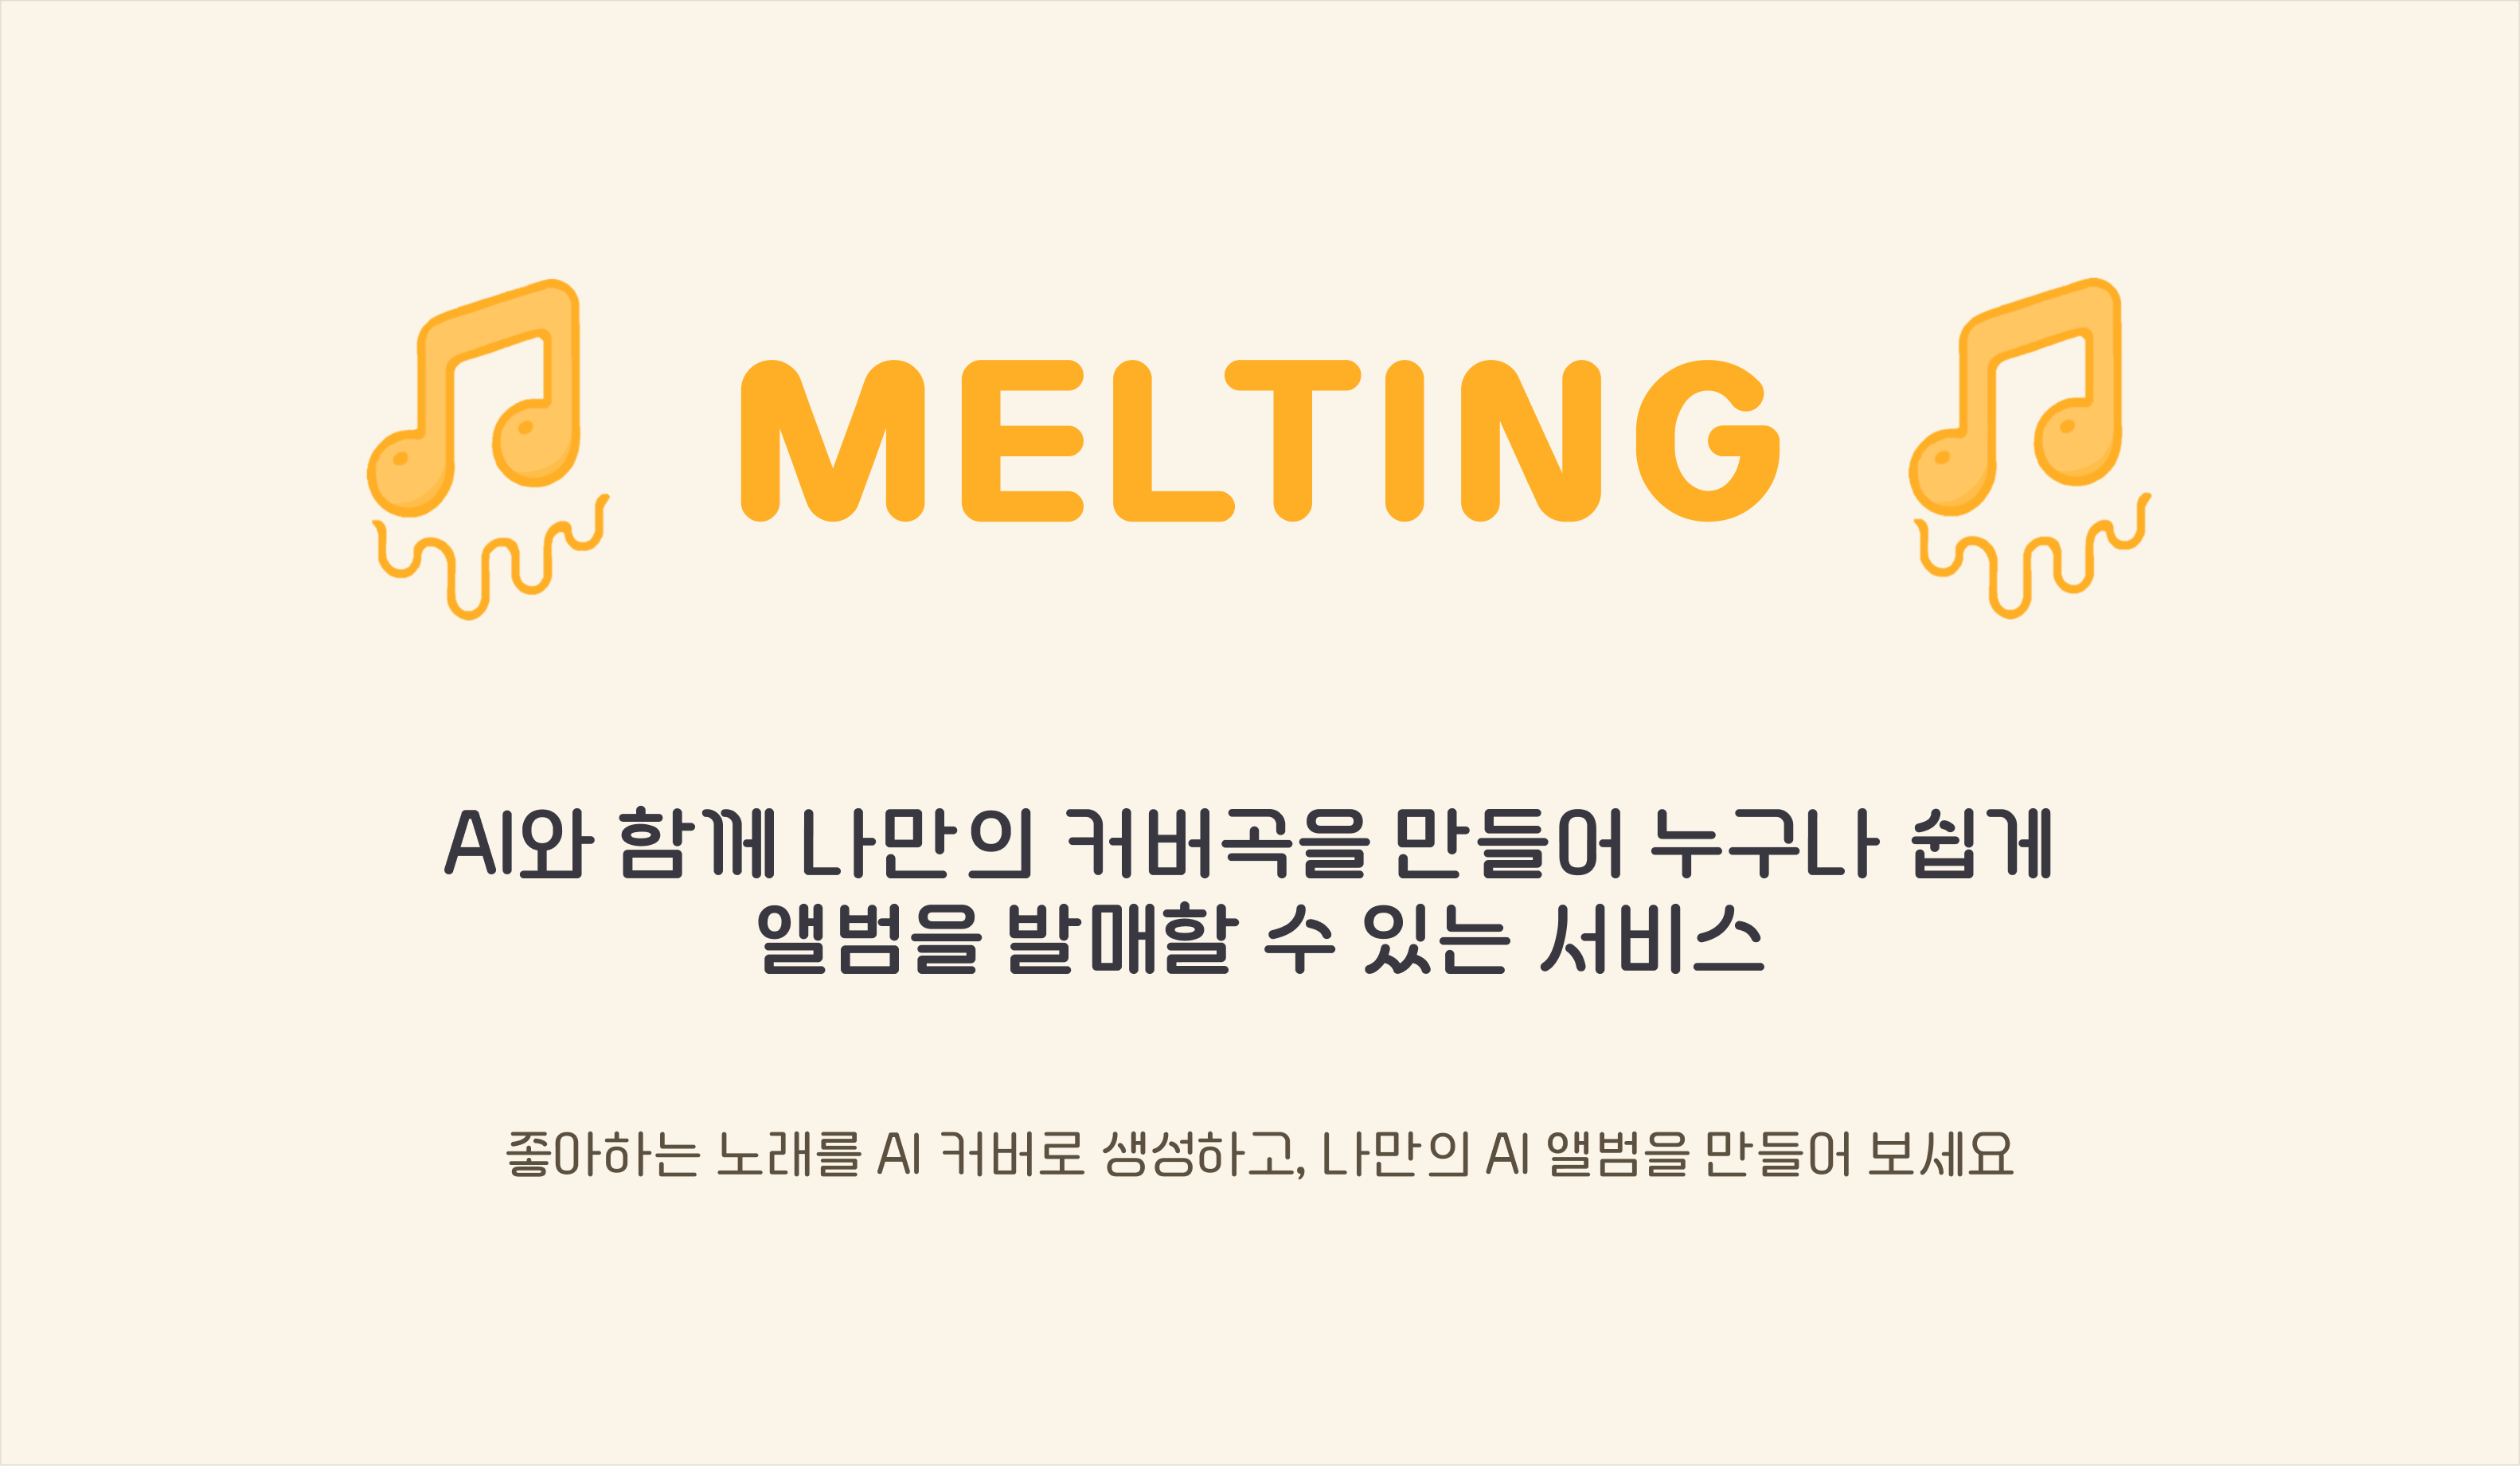 MELTING
AI와 함께 나만의 커버곡을 만들어 누구나 쉽게
앨범을 발매할 수 있는 서비스
좋아하는 노래를 AI 커버로 생성하고, 나만의 AI 앨범을 만들어 보세요